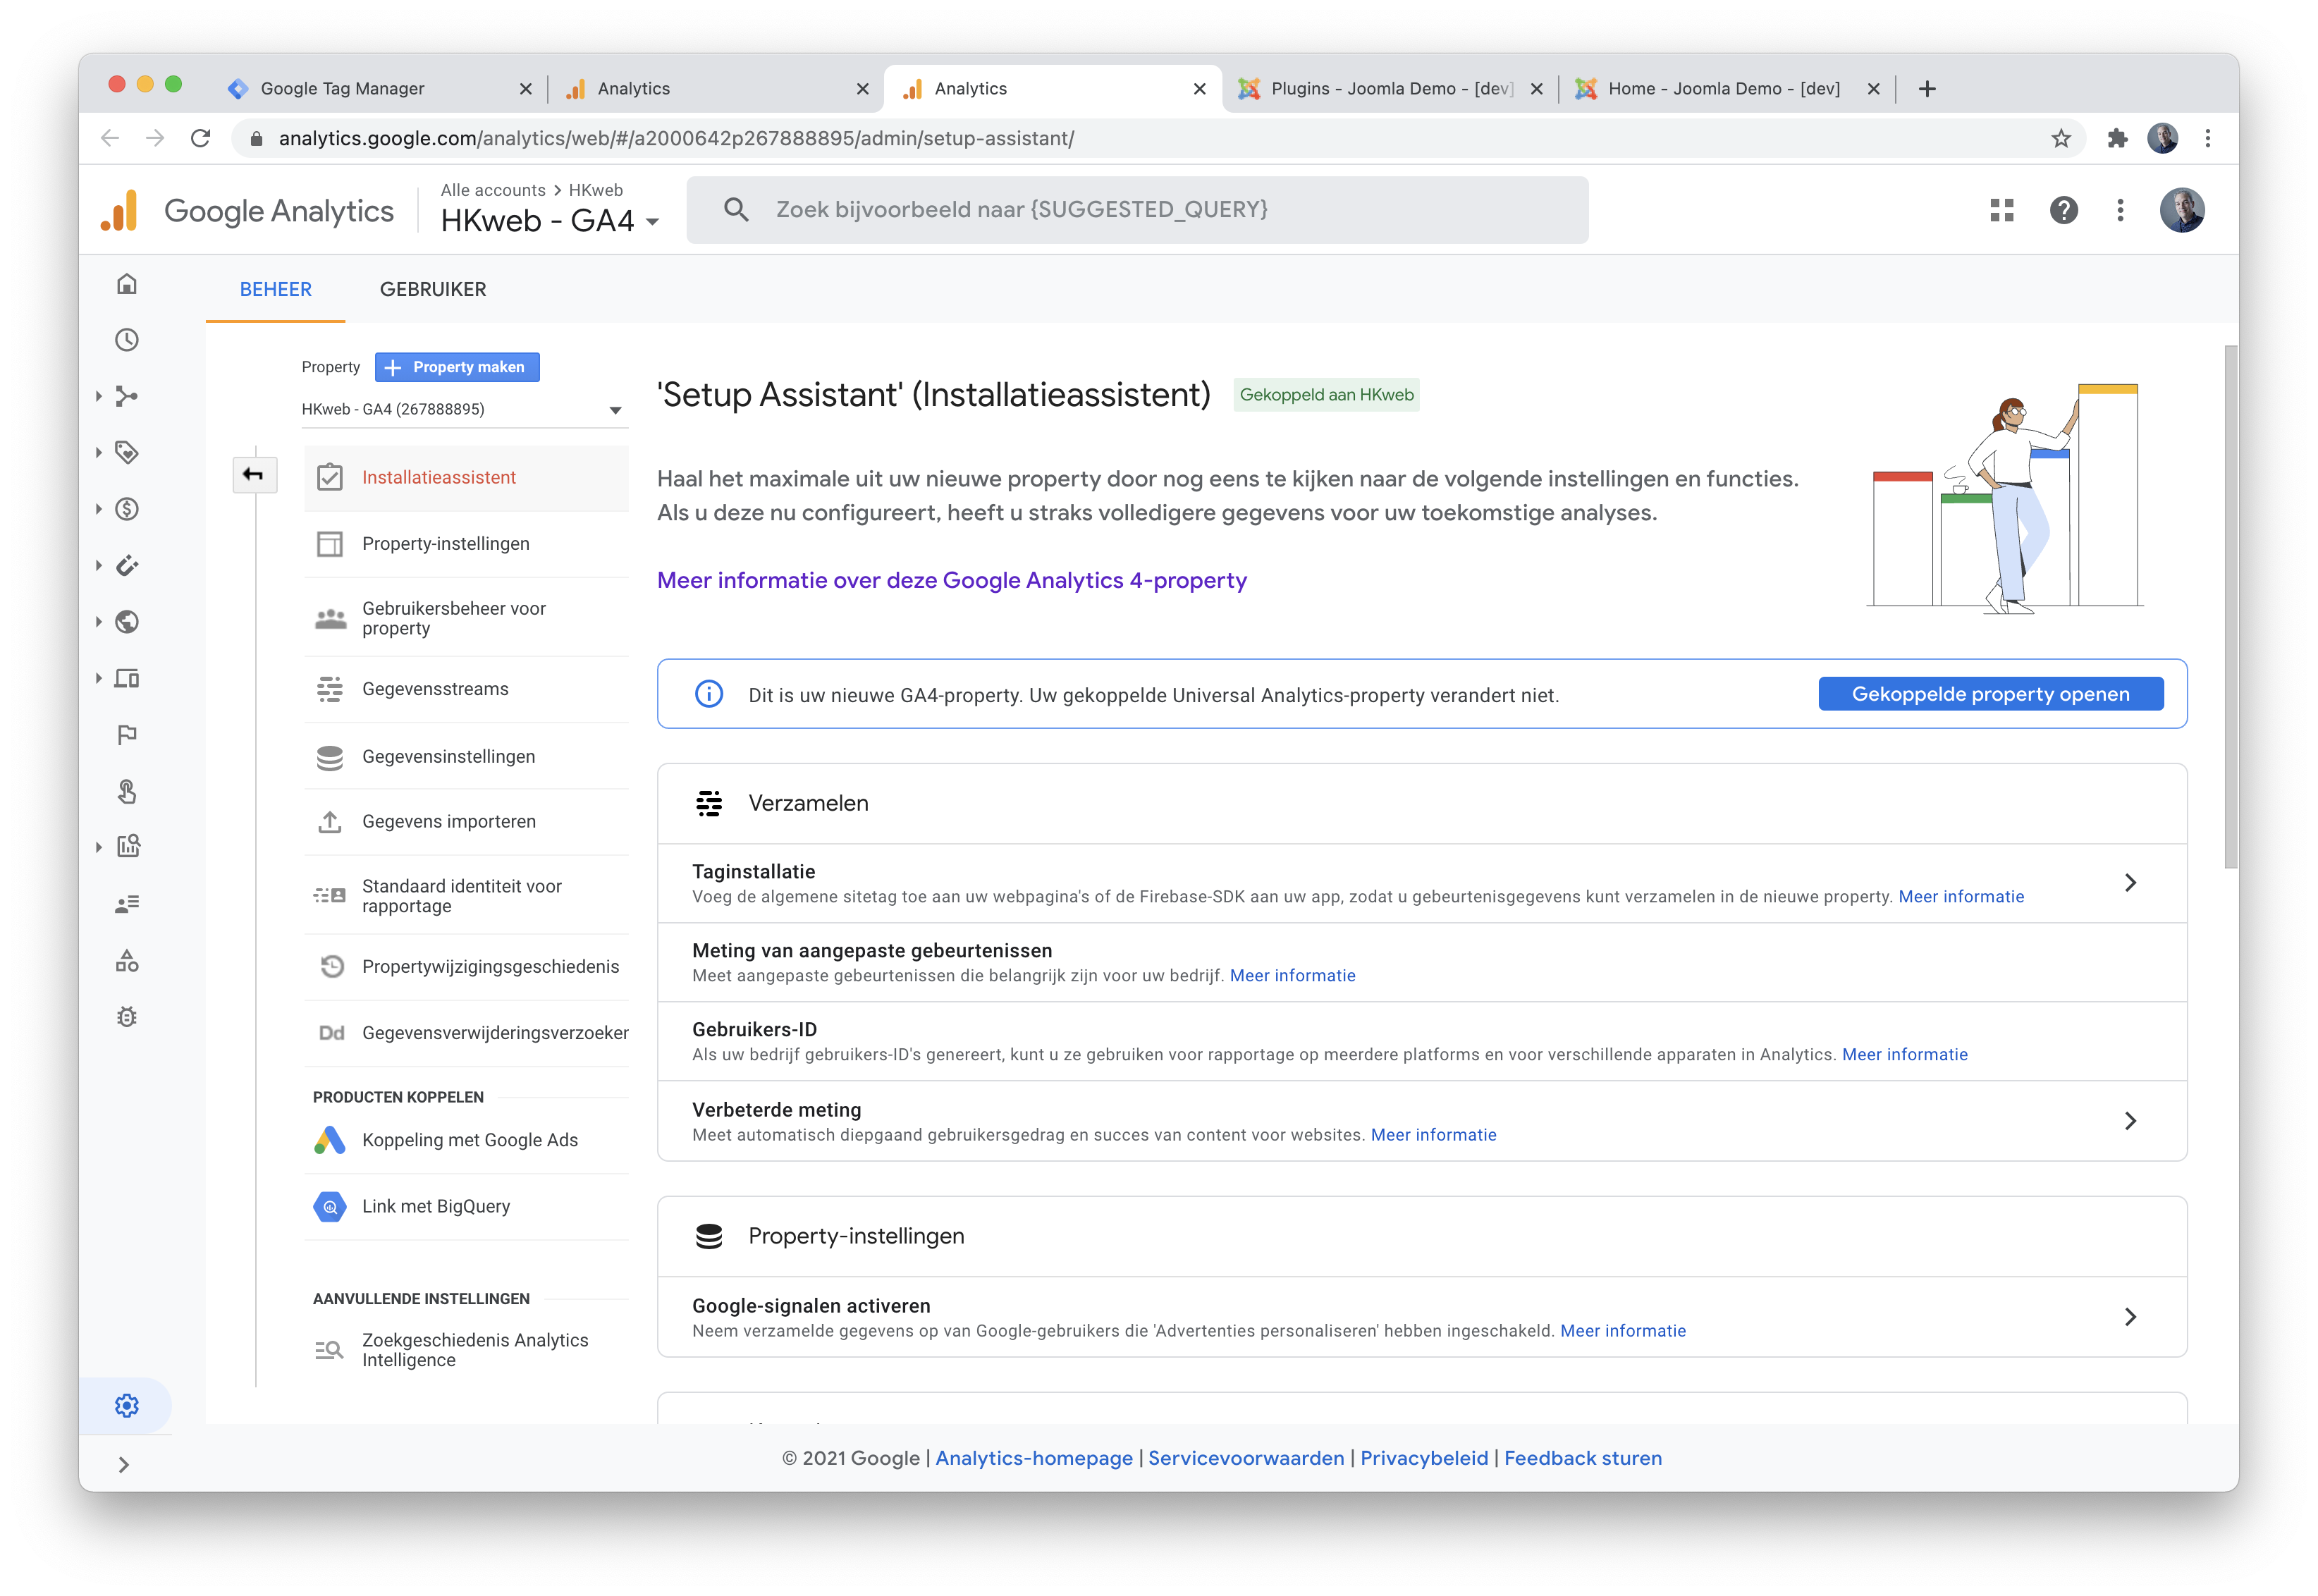 Google Tag Manager
Analytics
Analytics
Plugins - Joomla Demo - [dev]
Home - Joomla Demo - [dev]
analytics.google.com/analytics/web/#/a2000642p267888895/admin/setup-assistant/
Google Analytics
Alle accounts > HKweb
HKweb - GA4
Zoek bijvoorbeeld naar {SUGGESTED_QUERY}
BEHEER
GEBRUIKER
Property
Property maken
HKweb - GA4 (267888895)
Installatieassistent
Property-instellingen
Gebruikersbeheer voor
property
Gegevensstreams
Gegevensinstellingen
Gegevens importeren
Standaard identiteit voor
rapportage
Propertywijzigingsgeschiedenis
Dd Gegevensverwijderingsverzoeken
PRODUCTEN KOPPELEN
Koppeling met Google Ads
Link met BigQuery
AANVULLENDE INSTELLINGEN
Zoekgeschiedenis Analytics
Intelligence
'Setup Assistant' (Installatieassistent)
Gekoppeld aan HKweb
Haal het maximale uit uw nieuwe property door nog eens te kijken naar de volgende instellingen en functies.
Als u deze nu configureert, heeft u straks volledigere gegevens voor uw toekomstige analyses.
Meer informatie over deze Google Analytics 4-property
Dit is uw nieuwe GA4-property. Uw gekoppelde Universal Analytics-property verandert niet.
Gekoppelde property openen
Verzamelen
Taginstallatie
Voeg de algemene sitetag toe aan uw webpagina's of de Firebase-SDK aan uw app, zodat u gebeurtenisgegevens kunt verzamelen in de nieuwe property. Meer informatie
Meting van aangepaste gebeurtenissen
Meet aangepaste gebeurtenissen die belangrijk zijn voor uw bedrijf. Meer informatie
Gebruikers-ID
Als uw bedrijf gebruikers-ID's genereert, kunt u ze gebruiken voor rapportage op meerdere platforms en voor verschillende apparaten in Analytics. Meer informatie
Verbeterde meting
Meet automatisch diepgaand gebruikersgedrag en succes van content voor websites. Meer informatie
Property-instellingen
Google-signalen activeren
Neem verzamelde gegevens op van Google-gebruikers die 'Advertenties personaliseren' hebben ingeschakeld. Meer informatie
© 2021 Google | Analytics-homepage | Servicevoorwaarden | Privacybeleid | Feedback sturen